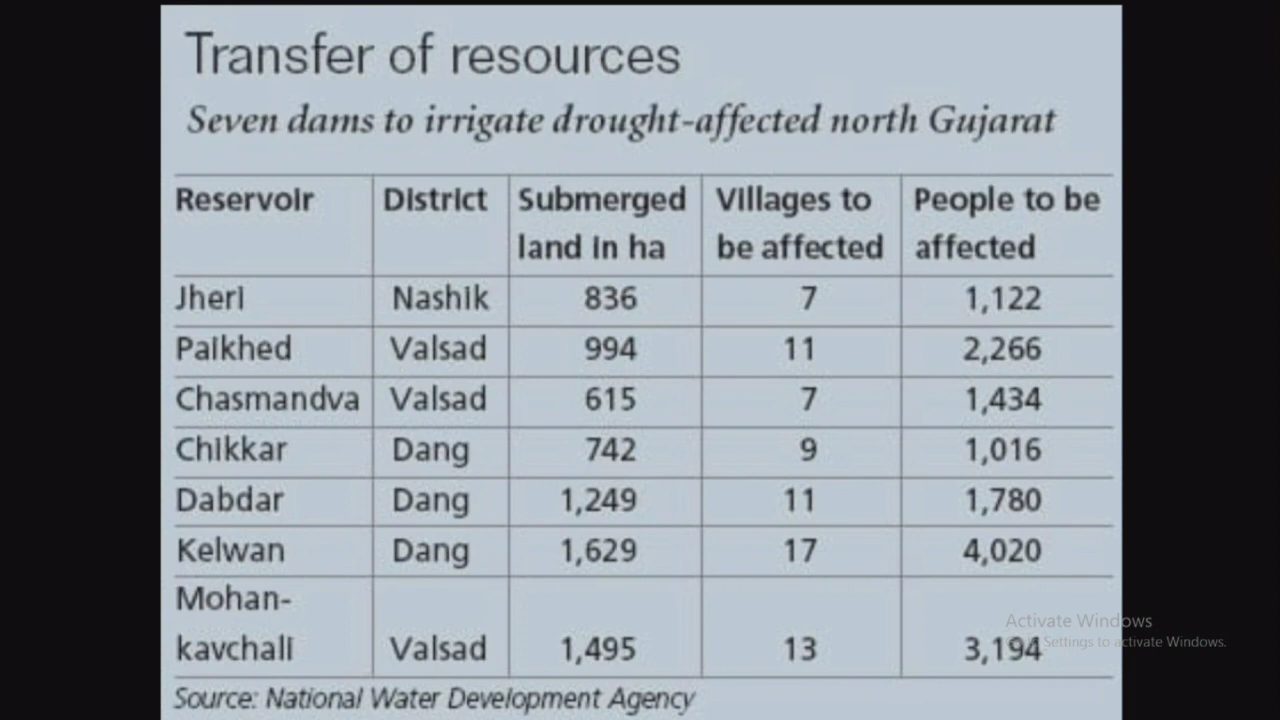 Transfer of resources
Seven dams to irrigate drought-affected north Gujarat
Reservoir District Submerged land in ha Villages to be affected People to be affected
Jheri Nashik 836 7 1,122
Paikhed Valsad 994 11 2,266
Chasmandva Valsad 615 7 1,434
Chikkar Dang 742 9 1,016
Dabdar Dang 1,249 11 1,780
Kelwan Dang 1,629 17 4,020
Mohan-
kavchali Valsad 1,495 13 3,194
Source: National Water Development Agency
Activate Windows
Settings to activate Windows.